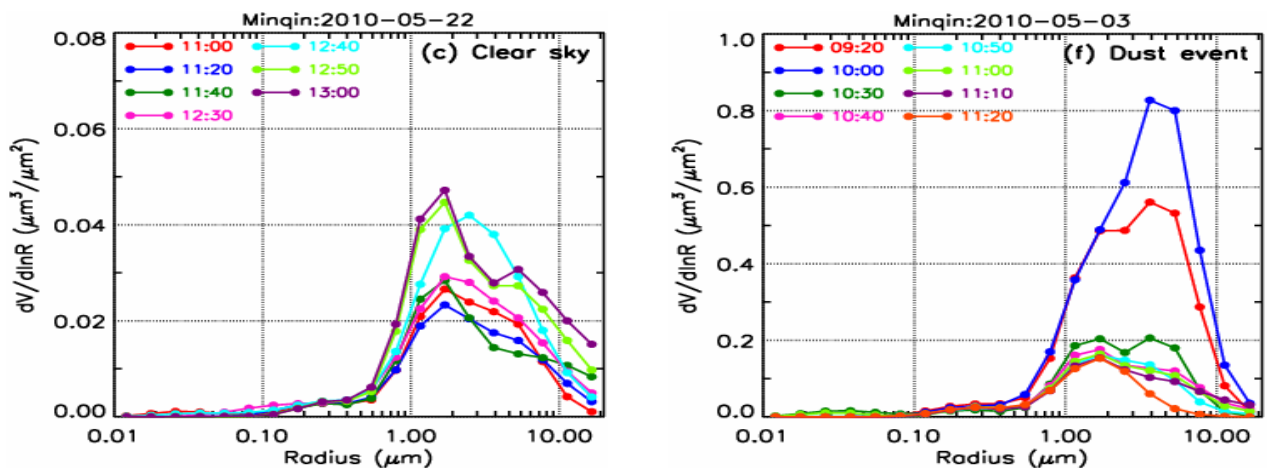 Minqin:2010-05-22
(c) Clear sky
11:00
11:20
11:40
12:30
12:40
12:50
13:00
dV/dlnR (μm³/μm²)
0.08
0.06
0.04
0.02
0.00
0.01 0.10 1.00 10.00
Radius (μm)
Minqin:2010-05-03
(f) Dust event
09:20
10:00
10:30
10:40
10:50
11:00
11:10
11:20
dV/dlnR (μm³/μm²)
1.0
0.8
0.6
0.4
0.2
0.0
0.01 0.10 1.00 10.00
Radius (μm)